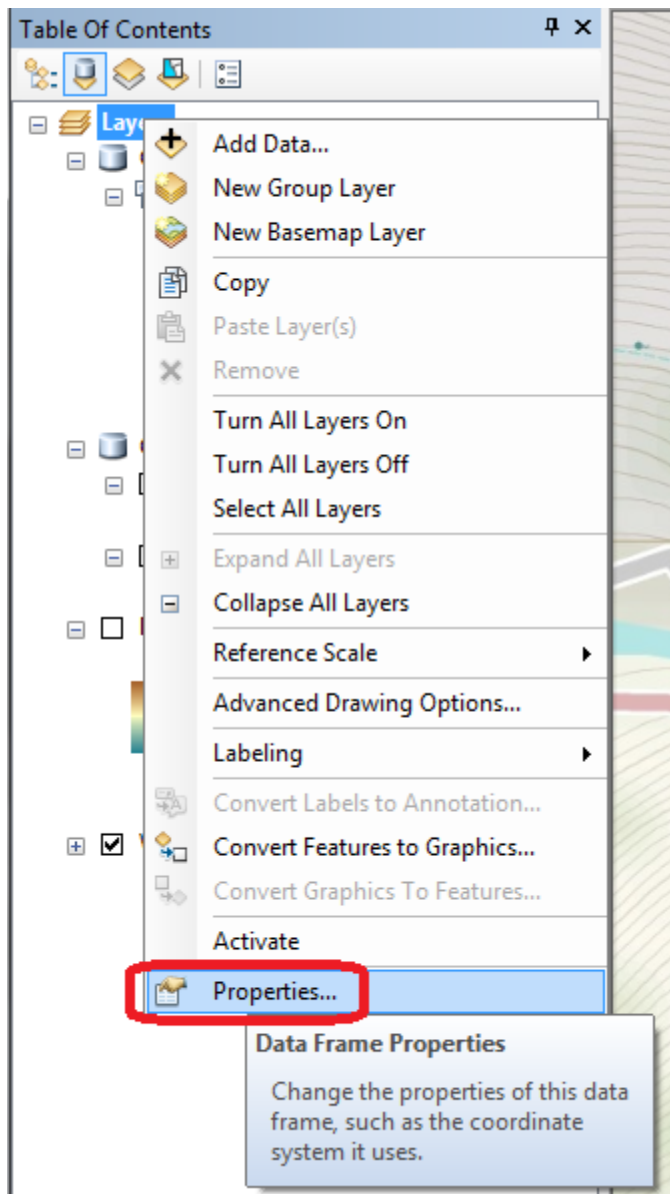 Table Of Contents
Add Data...
New Group Layer
New Basemap Layer
Copy
Paste Layer(s)
Remove
Turn All Layers On
Turn All Layers Off
Select All Layers
Expand All Layers
Collapse All Layers
Reference Scale
Advanced Drawing Options...
Labeling
Convert Labels to Annotation...
Convert Features to Graphics...
Convert Graphics To Features...
Activate
Properties...
Data Frame Properties
Change the properties of this data
frame, such as the coordinate
system it uses.